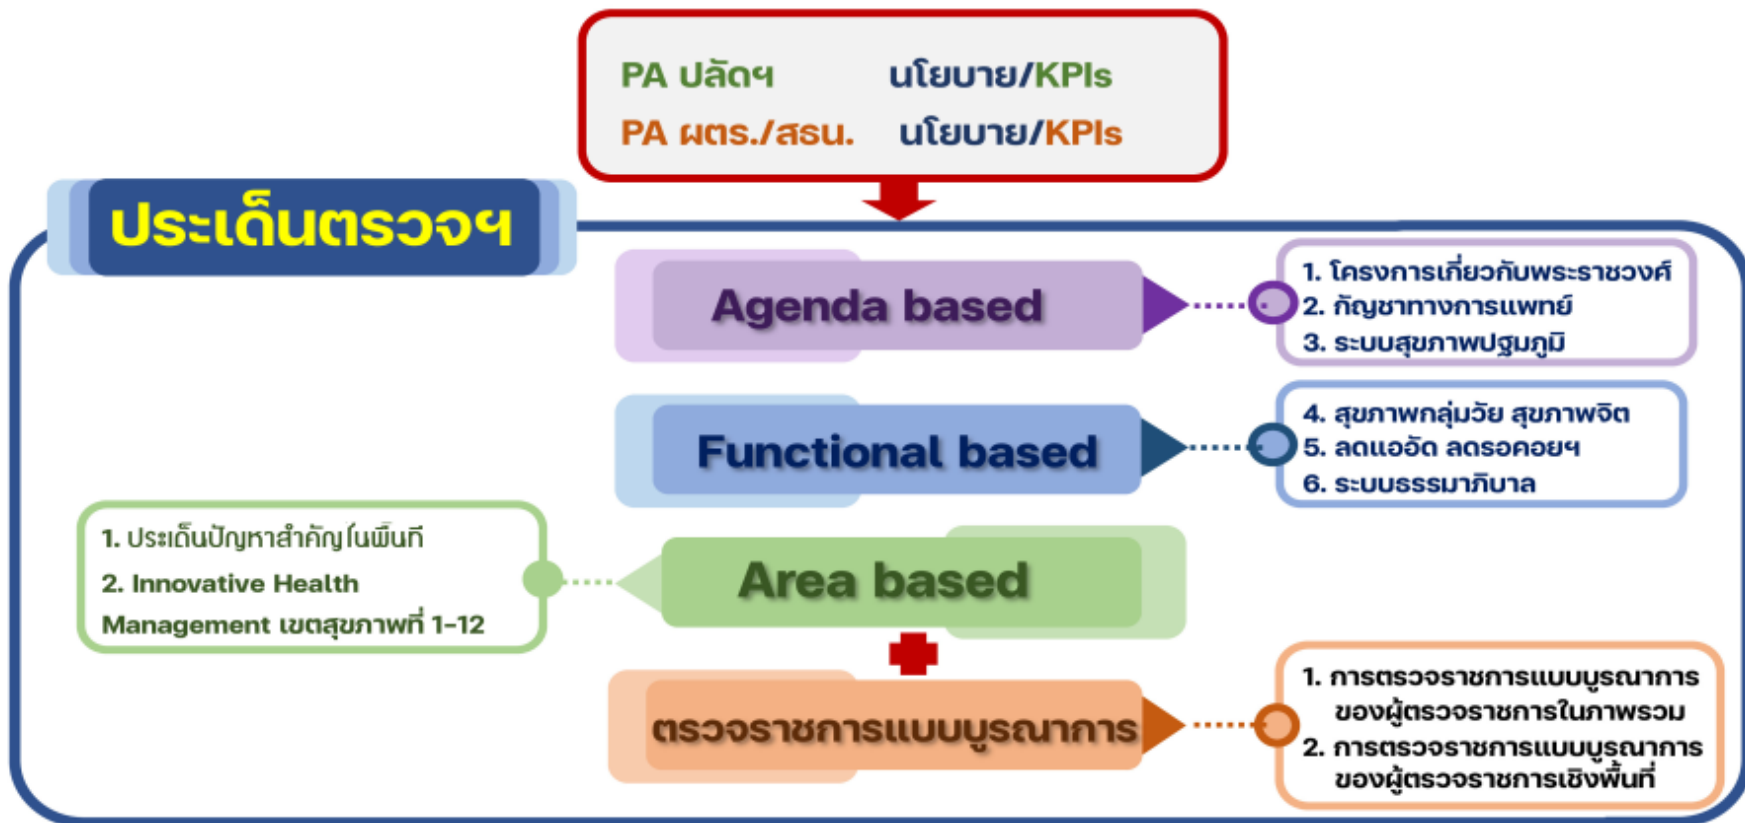 PA ปลัดฯ นโยบาย/KPIs
PA ผตร./สธน. นโยบาย/KPIs
ประเด็นตรวจฯ
Agenda based
1. โครงการเกี่ยวกับพระราชวงศ์
2. กัญชาทางการแพทย์
3. ระบบสุขภาพปฐมภูมิ
Functional based
4. สุขภาพกลุ่มวัย สุขภาพจิต
5. ลดแออัด ลดรอคอยฯ
6. ระบบธรรมาภิบาล
Area based
1. ประเด็นปัญหาสำคัญในพื้นที่
2. Innovative Health
Management เขตสุขภาพที่ 1-12
ตรวจราชการแบบบูรณาการ
1. การตรวจราชการแบบบูรณาการ
ของผู้ตรวจราชการในภาพรวม
2. การตรวจราชการแบบบูรณาการ
ของผู้ตรวจราชการเชิงพื้นที่